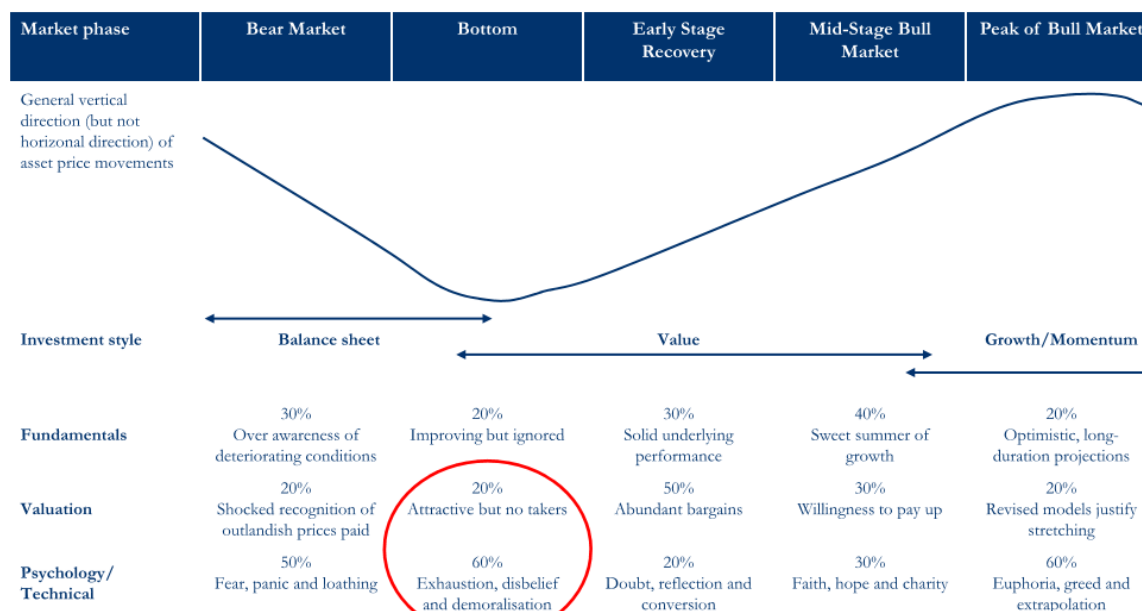 Market phase
Bear Market
Bottom
Early Stage
Recovery
Mid-Stage Bull
Market
Peak of Bull Market
General vertical
direction (but not
horizonal direction) of
asset price movements
Investment style
Balance sheet
Value
Growth/Momentum
Fundamentals
30%
Over awareness of
deteriorating conditions
20%
Improving but ignored
30%
Solid underlying
performance
40%
Sweet summer of
growth
20%
Optimistic, long-
duration projections
Valuation
20%
Shocked recognition of
outlandish prices paid
20%
Attractive but no takers
50%
Abundant bargains
30%
Willingness to pay up
20%
Revised models justify
stretching
Psychology/
Technical
50%
Fear, panic and loathing
60%
Exhaustion, disbelief
and demoralisation
20%
Doubt, reflection and
conversion
30%
Faith, hope and charity
60%
Euphoria, greed and
extrapolation